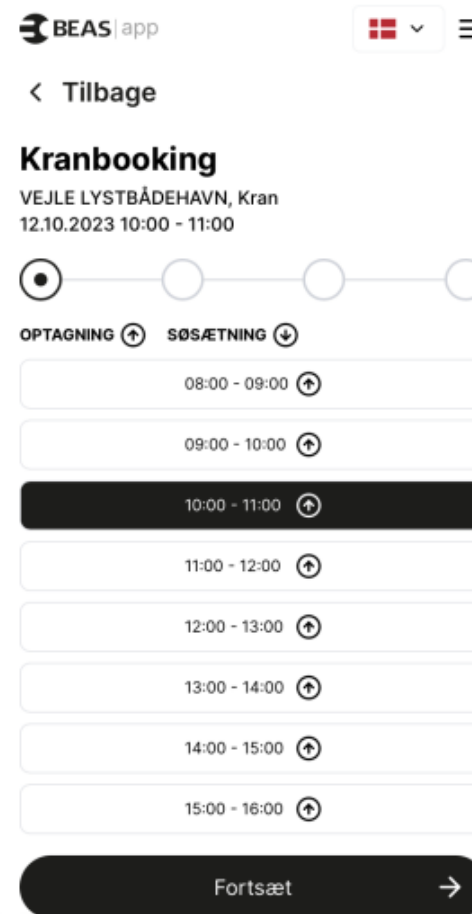 BEAS app
Tilbage
Kranbooking
VEJLE LYSTBÅDEHAVN, Kran
12.10.2023 10:00 - 11:00
OPTAGNING SØSÆTNING
08:00 - 09:00
09:00 - 10:00
10:00 - 11:00
11:00 - 12:00
12:00 - 13:00
13:00 - 14:00
14:00 - 15:00
15:00 - 16:00
Fortsæt